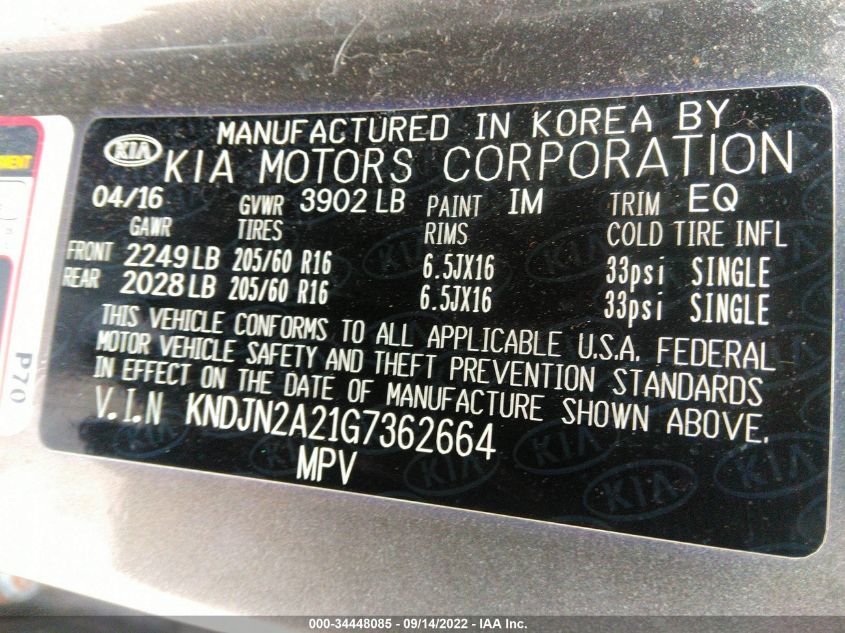 MANUFACTURED IN KOREA BY
KIA KIA MOTORS CORPORATION
04/16 GVWR 3902 LB PAINT IM TRIM EQ
GAWR TIRES RIMS COLD TIRE INFL
FRONT 2249 LB 205/60 R16 6.5JX16 33psi SINGLE
REAR 2028 LB 205/60 R16 6.5JX16 33psi SINGLE
THIS VEHICLE CONFORMS TO ALL APPLICABLE U.S.A. FEDERAL
MOTOR VEHICLE SAFETY AND THEFT PREVENTION STANDARDS
IN EFFECT ON THE DATE OF MANUFACTURE SHOWN ABOVE.
V.I.N KNDJN2A21G7362664
MPV
P70
000-34448085 - 09/14/2022 - IAA Inc.